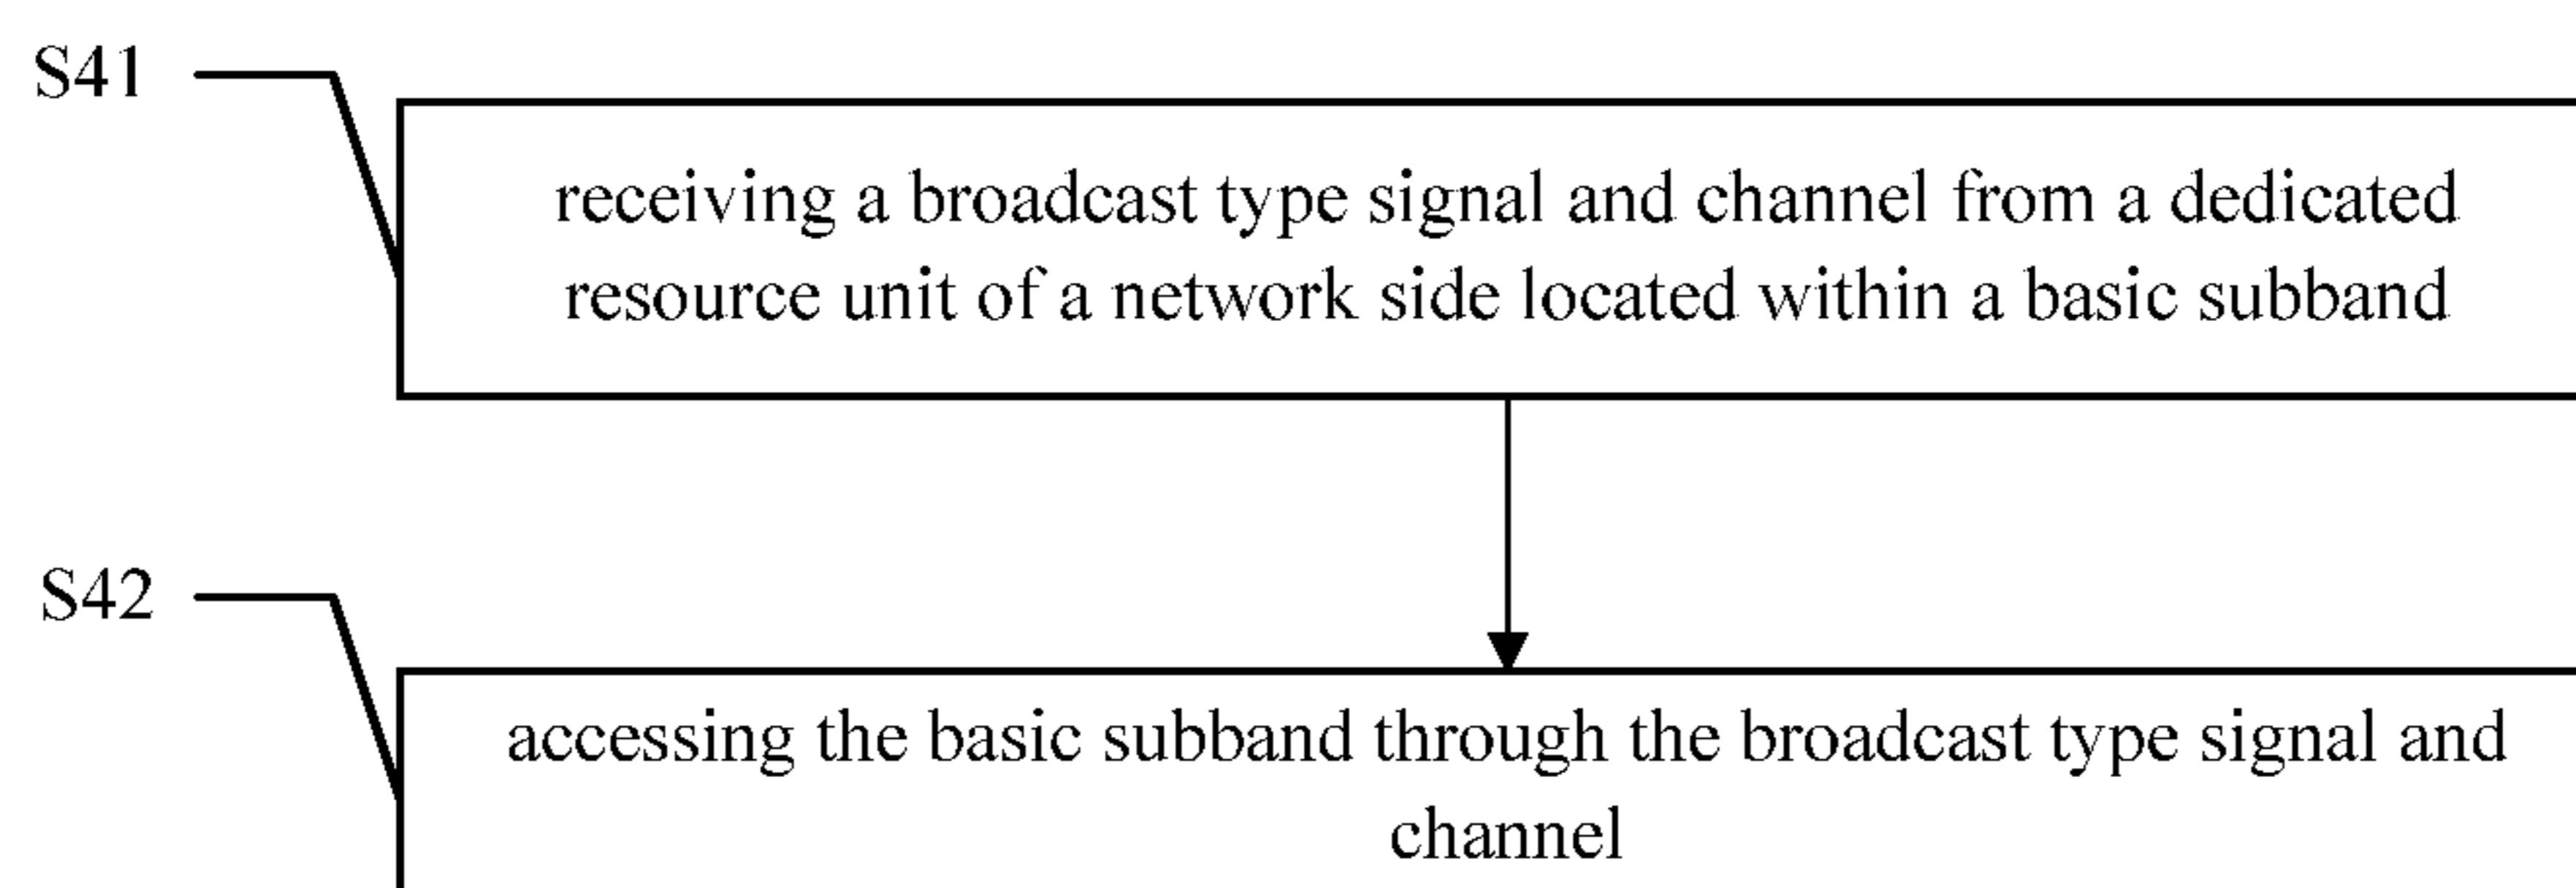 S41
receiving a broadcast type signal and channel from a dedicated
resource unit of a network side located within a basic subband
S42
accessing the basic subband through the broadcast type signal and
channel